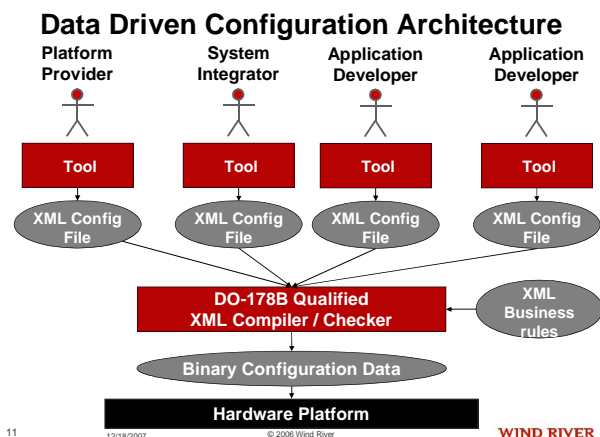 Data Driven Configuration Architecture
Platform
Provider
System
Integrator
Application
Developer
Application
Developer
Tool
Tool
Tool
Tool
XML Config
File
XML Config
File
XML Config
File
XML Config
File
DO-178B Qualified
XML Compiler / Checker
XML
Business
rules
Binary Configuration Data
Hardware Platform
11
12/18/2007
© 2006 Wind River
WIND RIVER